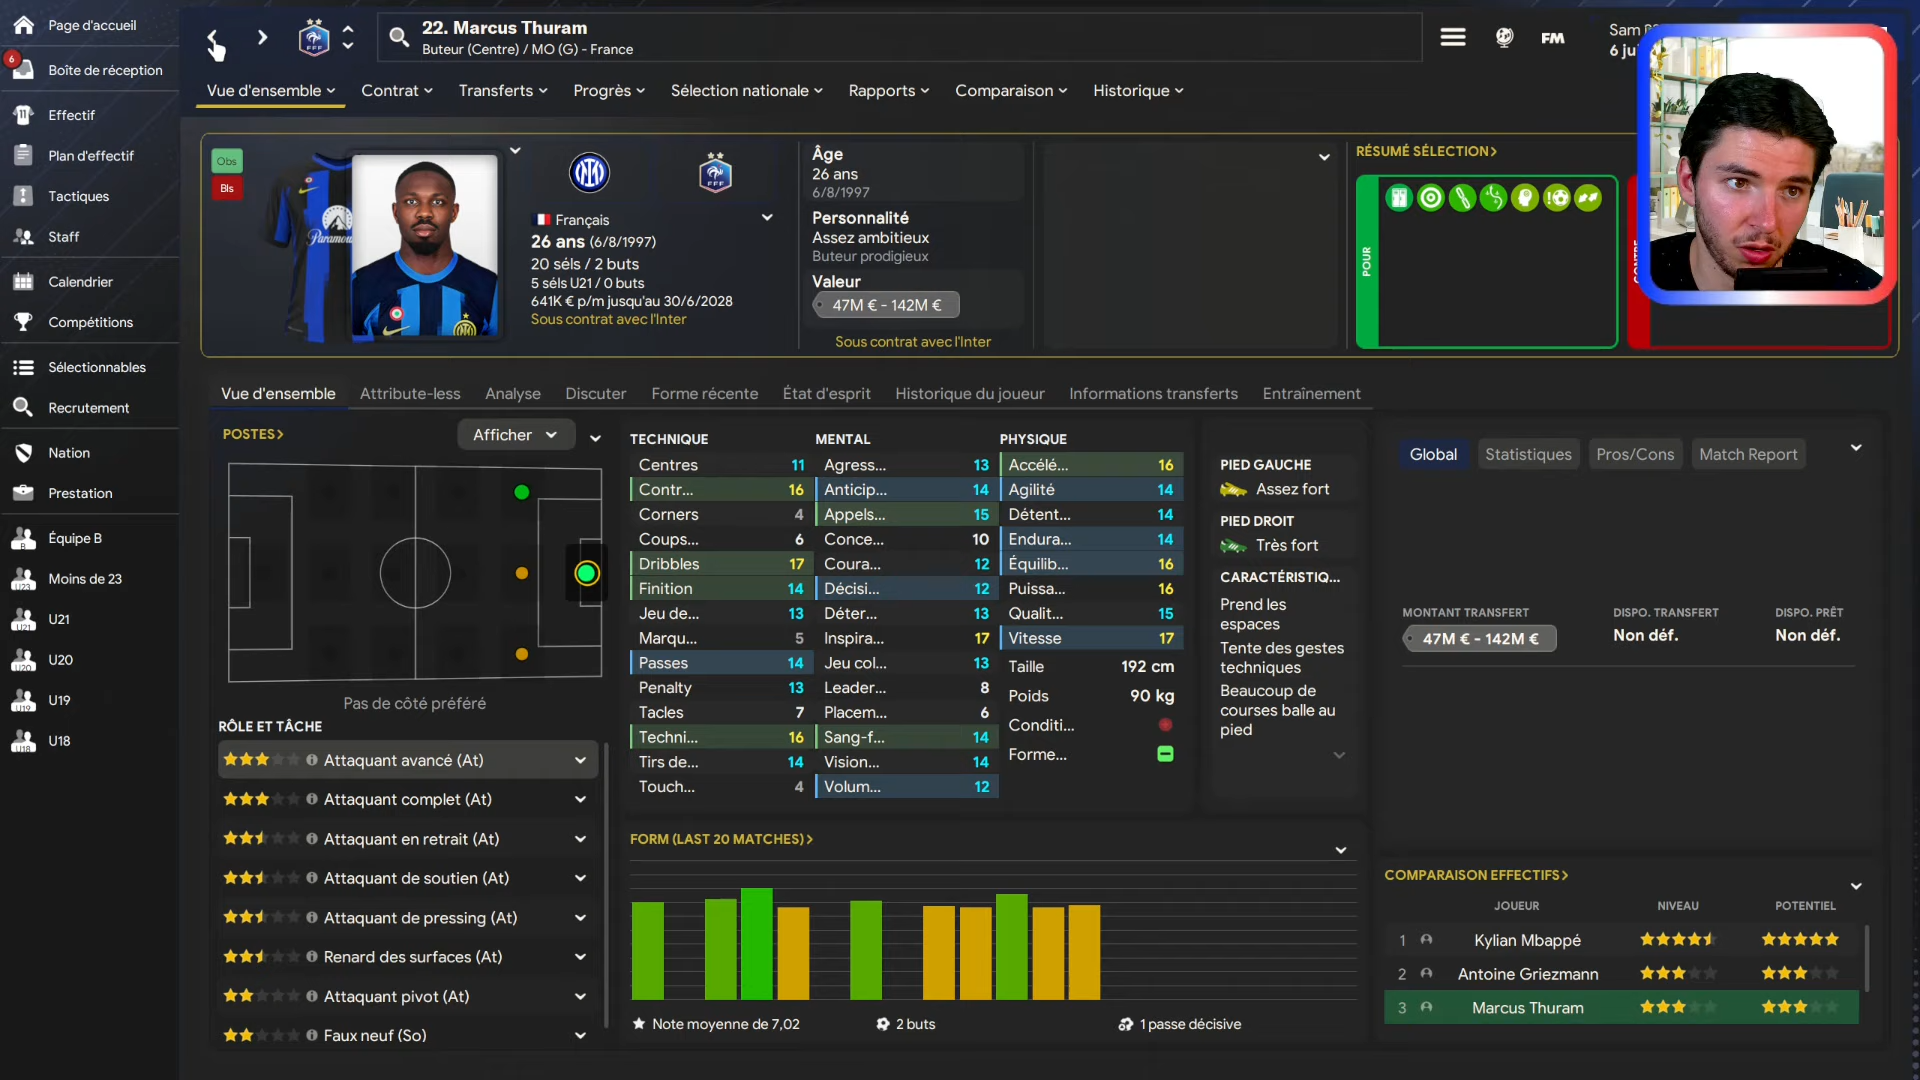 Page d'accueil
6
Boîte de réception
11
Effectif
Plan d'effectif
Tactiques
Staff
Calendrier
Compétitions
Sélectionnables
Recrutement
Nation
Prestation
B
Équipe B
U23
Moins de 23
U21
U21
U20
U20
U19
U19
U18
U18
FFF
22. Marcus Thuram
Buteur (Centre) / MO (G) - France
FM
Sam
6 jui
Vue d'ensemble
Contrat
Transferts
Progrès
Sélection nationale
Rapports
Comparaison
Historique
Obs
Bls
Français
26 ans (6/8/1997)
20 séls / 2 buts
5 séls U21 / 0 buts
641K € p/m jusqu'au 30/6/2028
Sous contrat avec l'Inter
FFF
Âge
26 ans
6/8/1997
Personnalité
Assez ambitieux
Buteur prodigieux
Valeur
47M € - 142M €
Sous contrat avec l'Inter
RÉSUMÉ SÉLECTION>
POUR
Vue d'ensemble
Attribute-less
Analyse
Discuter
Forme récente
État d'esprit
Historique du joueur
Informations transferts
Entraînement
POSTES>
Afficher
Pas de côté préféré
RÔLE ET TÂCHE
Attaquant avancé (At)
Attaquant complet (At)
Attaquant en retrait (At)
Attaquant de soutien (At)
Attaquant de pressing (At)
Renard des surfaces (At)
Attaquant pivot (At)
Faux neuf (So)
TECHNIQUE
Centres 11
Contr... 16
Corners 4
Coups... 6
Dribbles 17
Finition 14
Jeu de... 13
Marqu... 5
Passes 14
Penalty 13
Tacles 7
Techni... 16
Tirs de... 14
Touch... 4
MENTAL
Agress... 13
Anticip... 14
Appels... 15
Conce... 10
Coura... 12
Décisi... 12
Déter... 13
Inspira... 17
Jeu col... 13
Leader... 8
Placem... 6
Sang-f... 14
Vision... 14
Volum... 12
PHYSIQUE
Accélé... 16
Agilité 14
Détent... 14
Endura... 14
Équilib... 16
Puissa... 16
Qualit... 15
Vitesse 17
Taille 192 cm
Poids 90 kg
Conditi...
Forme...
PIED GAUCHE
Assez fort
PIED DROIT
Très fort
CARACTÉRISTIQ...
Prend les
espaces
Tente des gestes
techniques
Beaucoup de
courses balle au
pied
FORM (LAST 20 MATCHES)>
Note moyenne de 7,02
2 buts
1 passe décisive
Global
Statistiques
Pros/Cons
Match Report
MONTANT TRANSFERT
47M € - 142M €
DISPO. TRANSFERT
Non déf.
DISPO. PRÊT
Non déf.
COMPARAISON EFFECTIFS>
JOUEUR NIVEAU POTENTIEL
1 Kylian Mbappé
2 Antoine Griezmann
3 Marcus Thuram